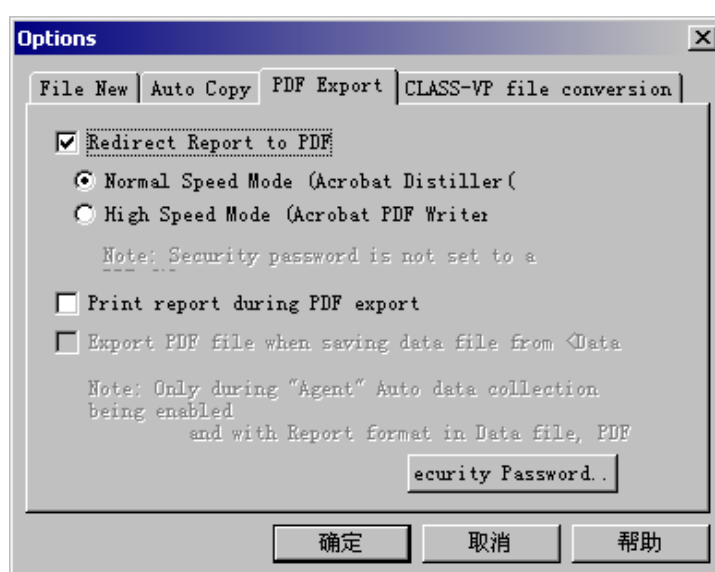 Options
File New Auto Copy PDF Export CLASS-VP file conversion
Redirect Report to PDF
Normal Speed Mode (Acrobat Distiller(
High Speed Mode (Acrobat PDF Writer
Note: Security password is not set to a
Print report during PDF export
Export PDF file when saving data file from <Data
Note: Only during "Agent" Auto data collection
being enabled
and with Report format in Data file, PDF
ecurity Password..
确定 取消 帮助